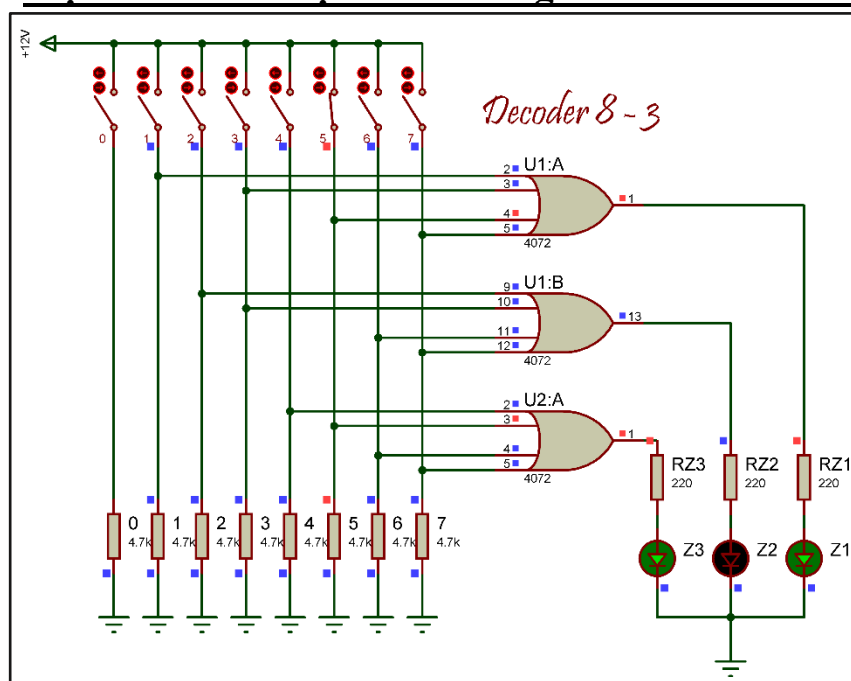 +12V
0 1 2 3 4 5 6 7
Decoder 8 - 3
U1:A
2
3
4
5
1
4072
U1:B
9
10
11
12
13
4072
U2:A
2
3
4
5
1
4072
RZ3 RZ2 RZ1
220 220 220
0 1 2 3 4 5 6 7
4.7k 4.7k 4.7k 4.7k 4.7k 4.7k 4.7k 4.7k
Z3 Z2 Z1